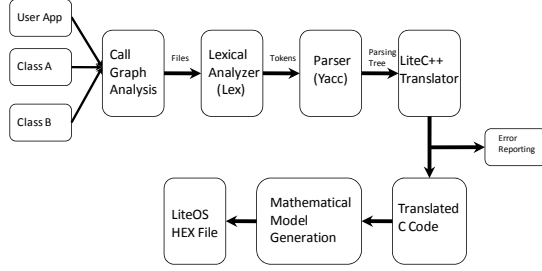 User App
Class A
Class B
Call
Graph
Analysis
Files
Lexical
Analyzer
(Lex)
Tokens
Parser
(Yacc)
Parsing
Tree
LiteC++
Translator
Error
Reporting
LiteOS
HEX File
Mathematical
Model
Generation
Translated
C Code